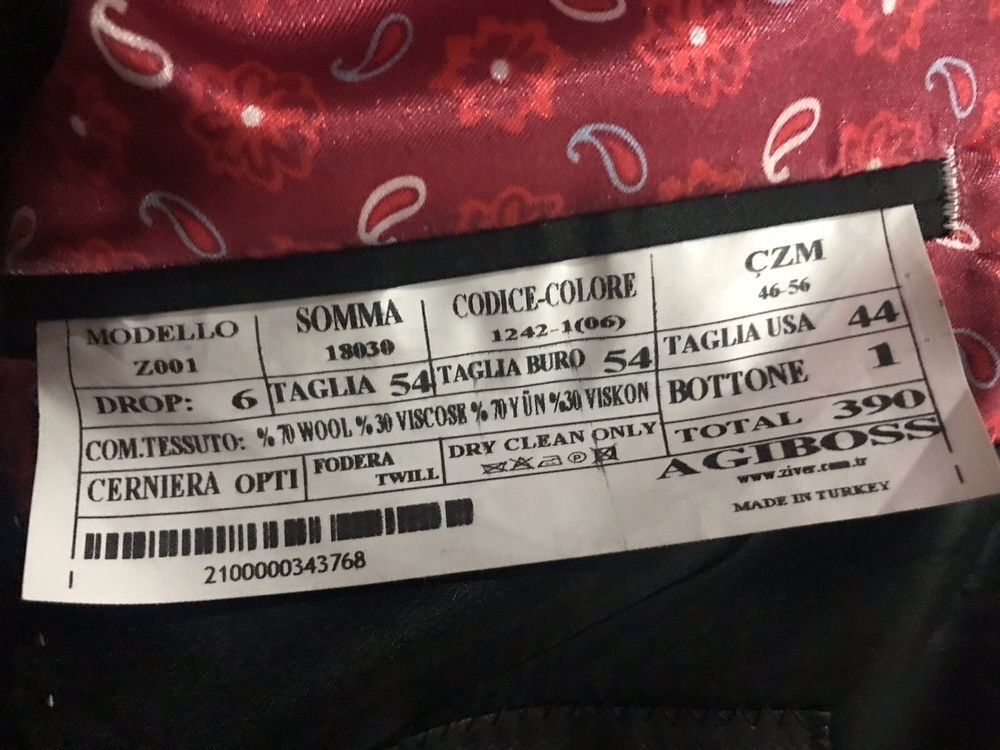 MODELLO SOMMA CODICE-COLORE ÇZM
Z001 18030 1242-1(06) 46-56
DROP: 6 TAGLIA 54 TAGLIA BURO 54 TAGLIA USA 44
COM.TESSUTO: %70 WOOL %30 VISCOSE %70 YÜN %30 VISKON BOTTONE 1
CERNIERA OPTI FODERA TWILL DRY CLEAN ONLY TOTAL 390
AGIBOSS
www.ziver.com.tr
MADE IN TURKEY
2100000343768